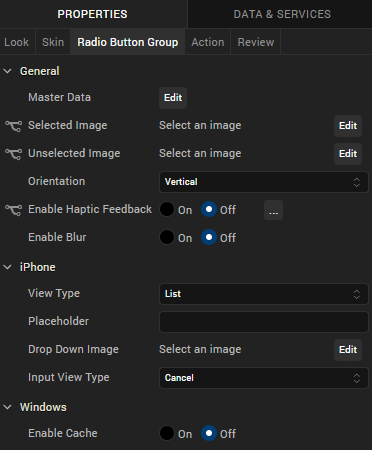 PROPERTIES DATA & SERVICES
Look Skin Radio Button Group Action Review
General
Master Data Edit
Selected Image Select an image Edit
Unselected Image Select an image Edit
Orientation Vertical
Enable Haptic Feedback On Off ...
Enable Blur On Off
iPhone
View Type List
Placeholder
Drop Down Image Select an image Edit
Input View Type Cancel
Windows
Enable Cache On Off